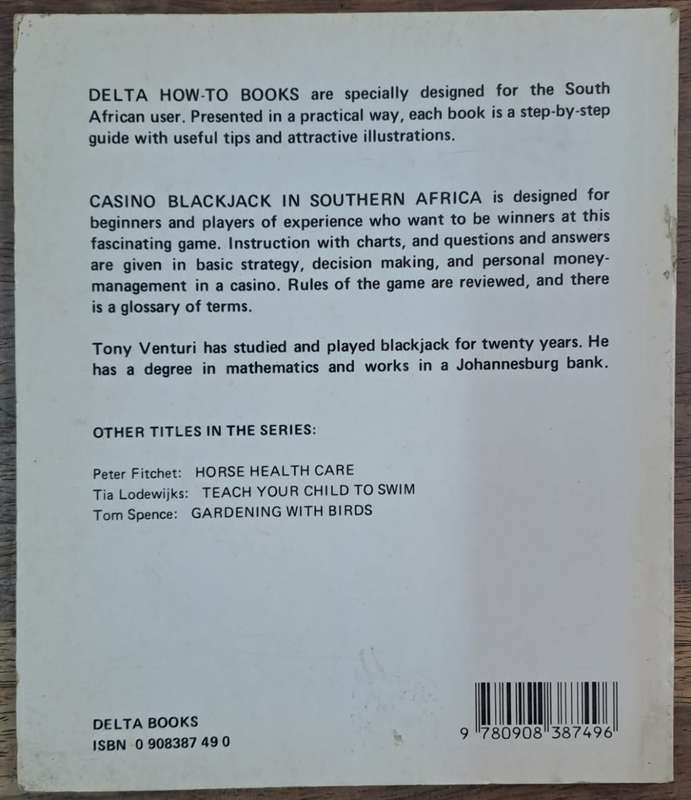 DELTA HOW-TO BOOKS are specially designed for the South
African user. Presented in a practical way, each book is a step-by-step
guide with useful tips and attractive illustrations.
CASINO BLACKJACK IN SOUTHERN AFRICA is designed for
beginners and players of experience who want to be winners at this
fascinating game. Instruction with charts, and questions and answers
are given in basic strategy, decision making, and personal money-
management in a casino. Rules of the game are reviewed, and there
is a glossary of terms.
Tony Venturi has studied and played blackjack for twenty years. He
has a degree in mathematics and works in a Johannesburg bank.
OTHER TITLES IN THE SERIES:
Peter Fitchet: HORSE HEALTH CARE
Tia Lodewijks: TEACH YOUR CHILD TO SWIM
Tom Spence: GARDENING WITH BIRDS
DELTA BOOKS
ISBN 0 908387 49 0
9 780908 387496